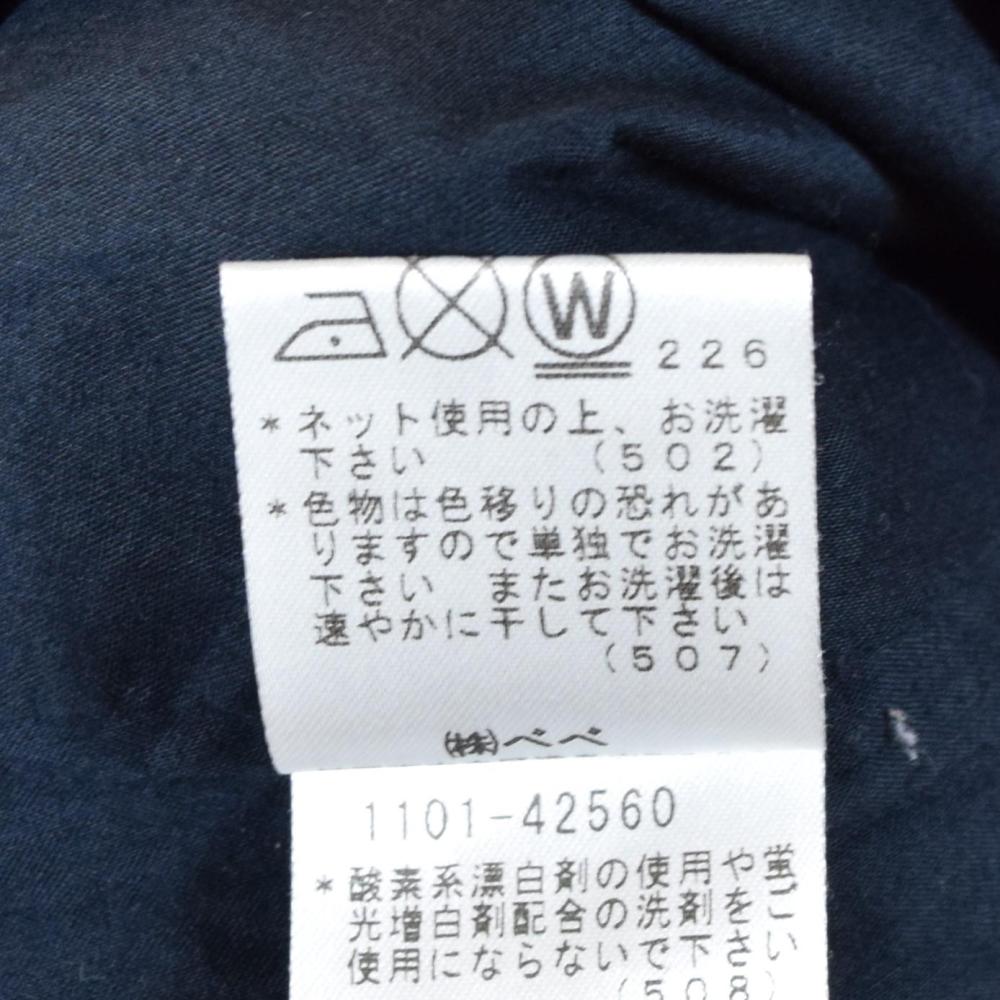 W 226
*ネット使用の上、お洗濯
下さい (502)
*色物は色移りの恐れがあ
りますので単独でお洗濯
下さい またお洗濯後は
速やかに干して下さい
(507)
㈱べべ
1101-42560
*酸素系漂白剤の使用や蛍
光増白剤配合の洗剤をご
使用にならないで下さい
(508)